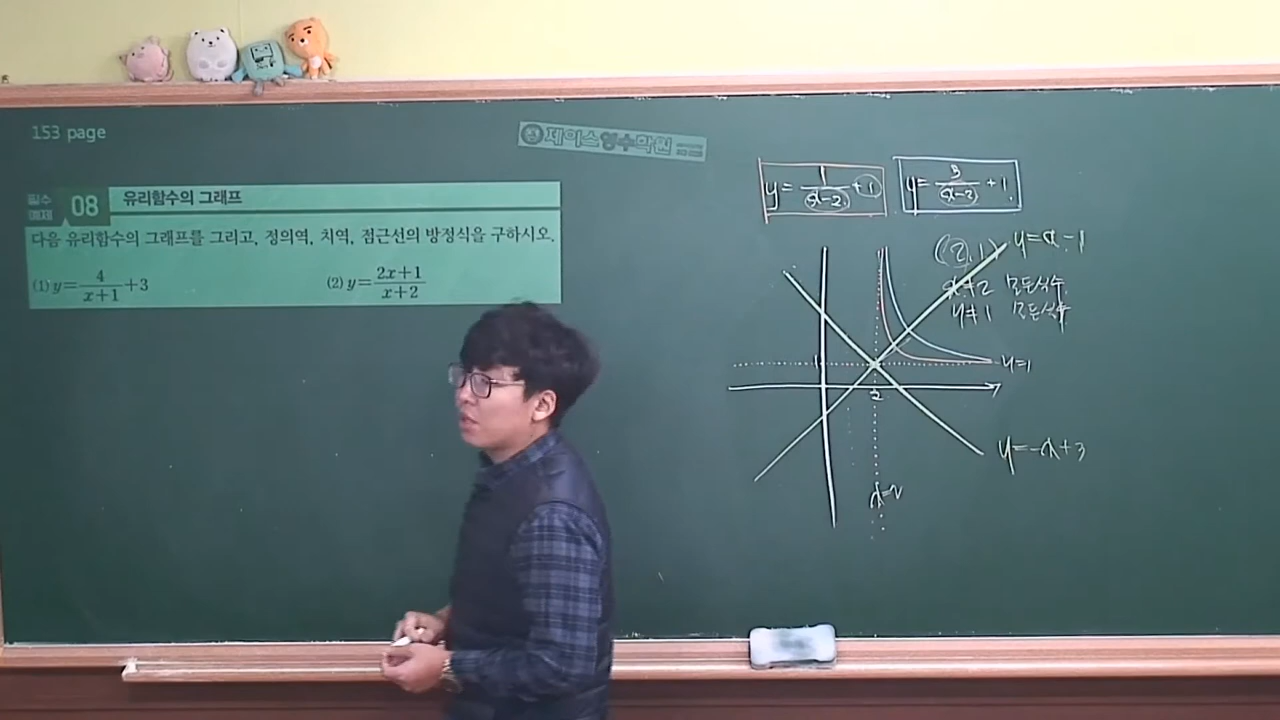 153 page
제이스영수학원
필수 예제 08 유리함수의 그래프
다음 유리함수의 그래프를 그리고, 정의역, 치역, 점근선의 방정식을 구하시오.
(1) y=4/(x+1)+3 (2) y=(2x+1)/(x+2)
y=1/(x-2)+1 y=3/(x-2)+1
(2,1) y=x-1
x≠2 모든실수
y≠1 모든실수
1
y=1
2
y=-x+3
x=2